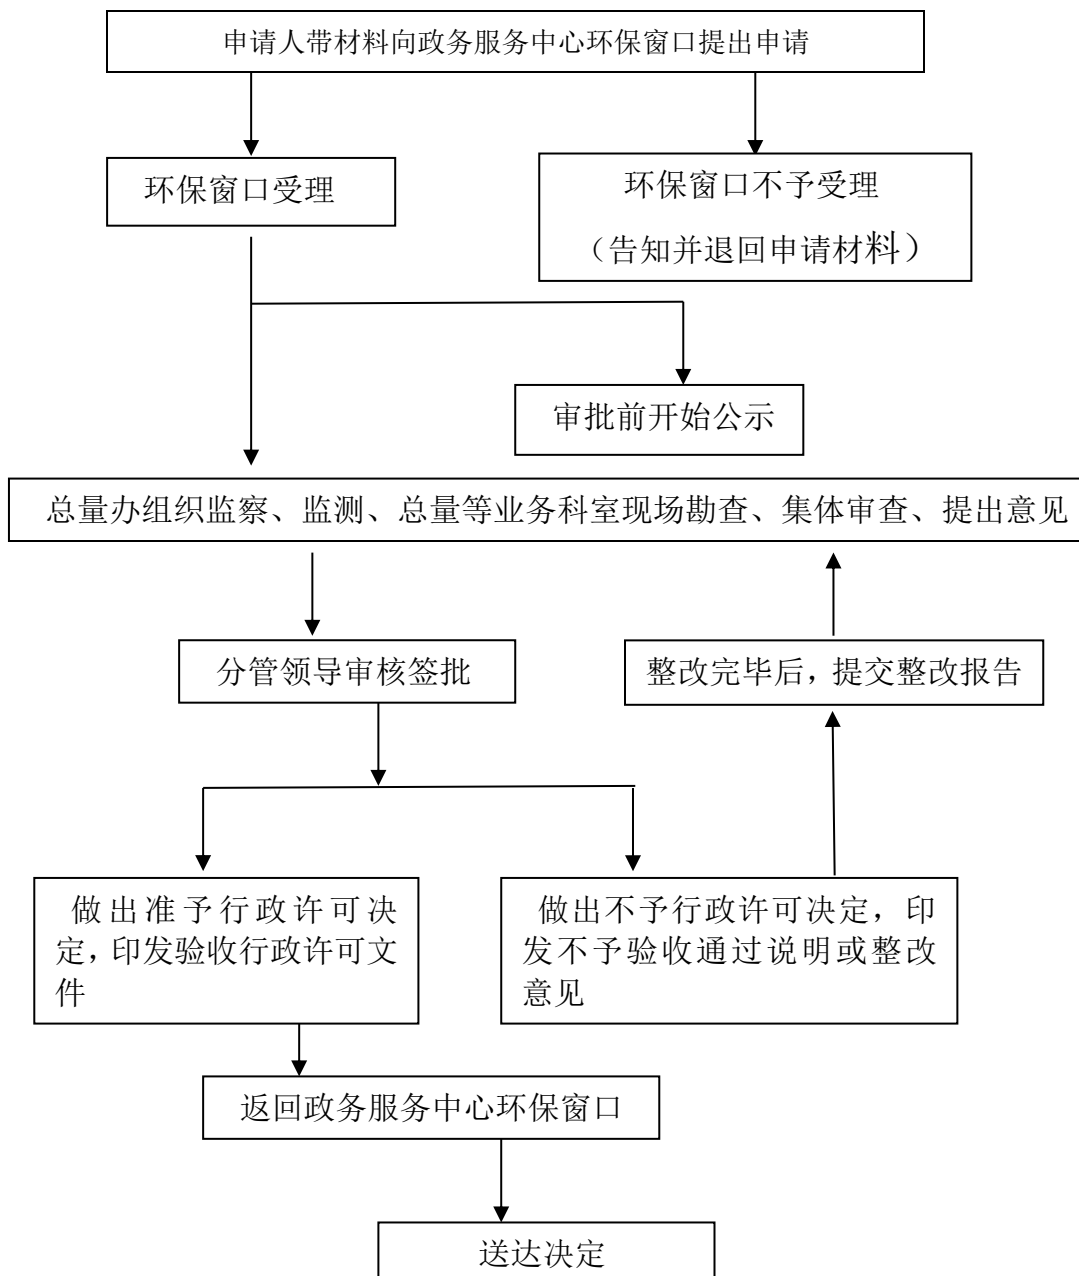 申请人带材料向政务服务中心环保窗口提出申请
环保窗口受理
环保窗口不予受理
（告知并退回申请材料）
审批前开始公示
总量办组织监察、监测、总量等业务科室现场勘查、集体审查、提出意见
分管领导审核签批
整改完毕后，提交整改报告
做出准予行政许可决
定，印发验收行政许可文
件
做出不予行政许可决定，印
发不予验收通过说明或整改
意见
返回政务服务中心环保窗口
送达决定